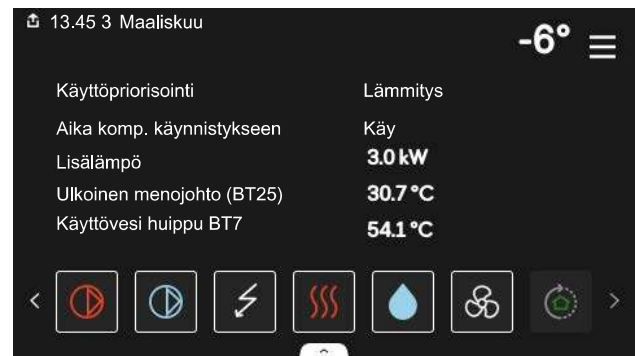 13.45 3 Maaliskuu
-6°
Käyttöpriorisointi Lämmitys
Aika komp. käynnistykseen Käy
Lisälämpö 3.0 kW
Ulkoinen menojohto (BT25) 30.7 °C
Käyttövesi huippu BT7 54.1 °C